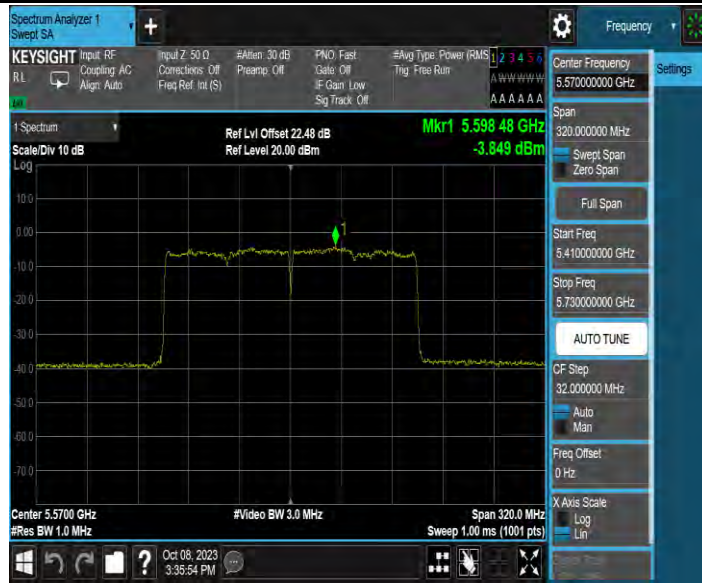 Spectrum Analyzer 1
Swept SA
Frequency
KEYSIGHT
RL
Input: RF
Coupling: AC
Align: Auto
Input Z: 50 Ω
Corrections: Off
Freq Ref: Int (S)
#Atten: 30 dB
Preamp: Off
PNO: Fast
Gate: Off
IF Gain: Low
Sig Track: Off
#Avg Type: Power (RMS
Trig: Free Run
1 2 3 4 5 6
A W W W W W
A A A A A A
Settings
1 Spectrum
Scale/Div 10 dB
Log
Ref Lvl Offset 22.48 dB
Ref Level 20.00 dBm
Mkr1 5.598 48 GHz
-3.849 dBm
1
10.0
0.00
-10.0
-20.0
-30.0
-40.0
-50.0
-60.0
-70.0
Center 5.5700 GHz
#Res BW 1.0 MHz
#Video BW 3.0 MHz
Span 320.0 MHz
Sweep 1.00 ms (1001 pts)
Center Frequency
5.570000000 GHz
Span
320.000000 MHz
Swept Span
Zero Span
Full Span
Start Freq
5.410000000 GHz
Stop Freq
5.730000000 GHz
AUTO TUNE
CF Step
32.000000 MHz
Auto
Man
Freq Offset
0 Hz
X Axis Scale
Log
Lin
?
Oct 08, 2023
3:35:54 PM